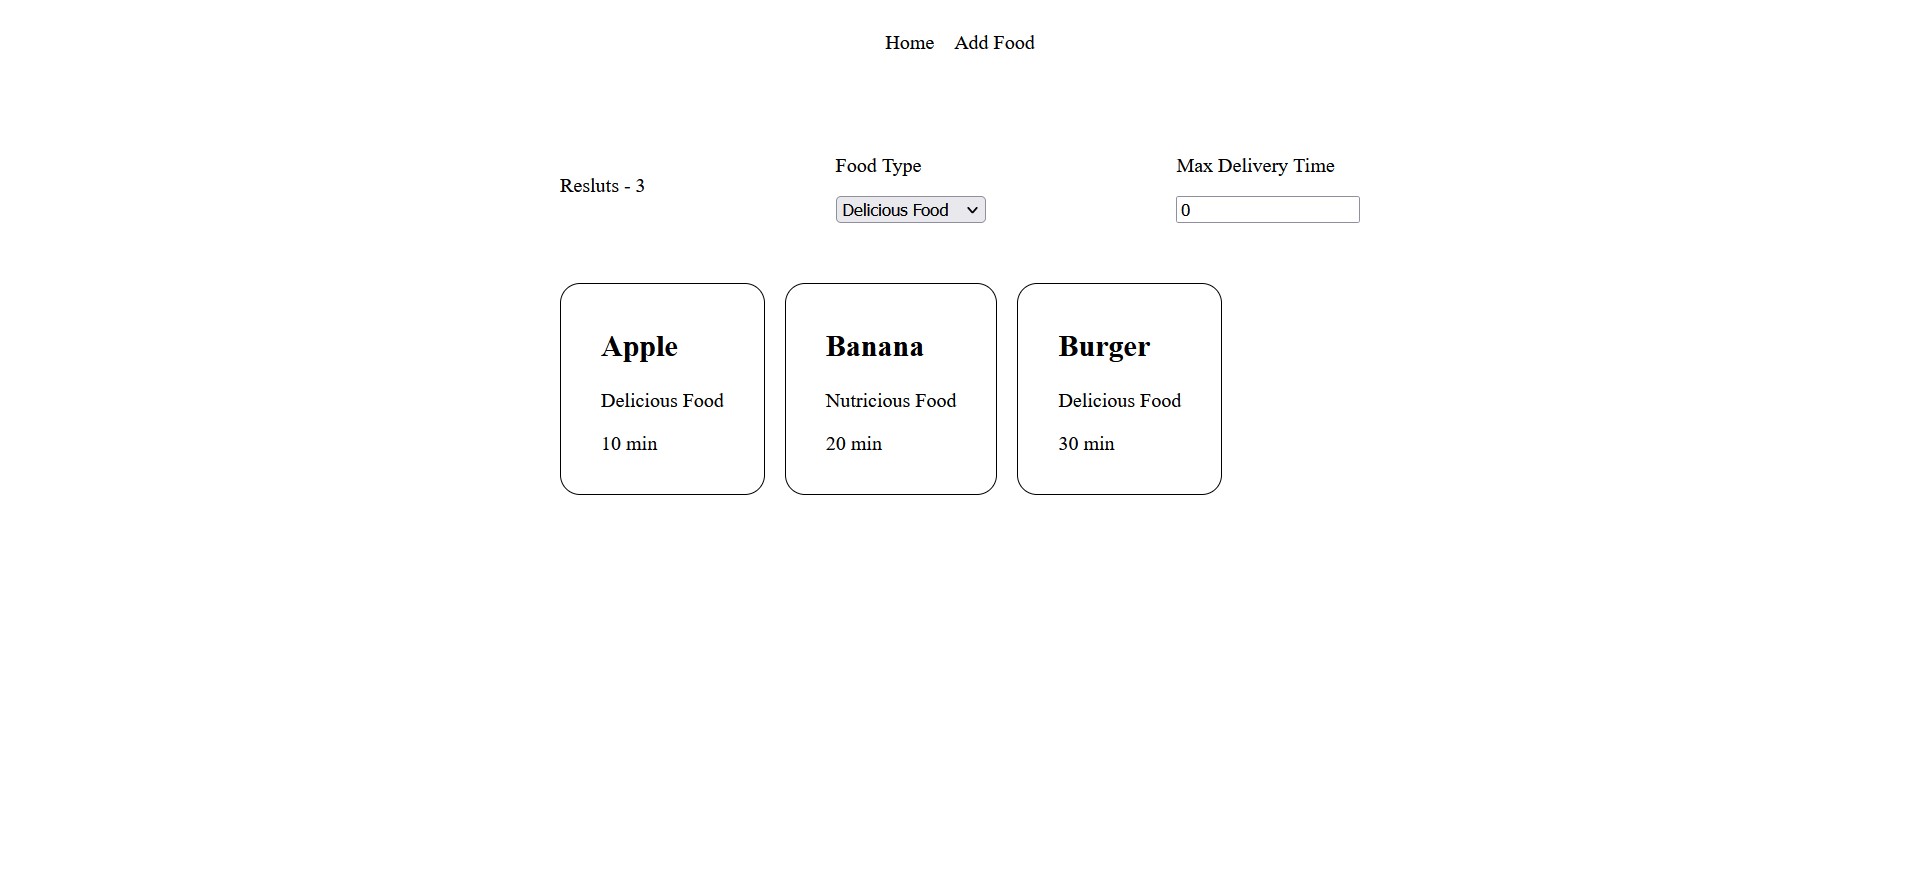 Home Add Food
Resluts - 3
Food Type
Delicious Food
Max Delivery Time
0
Apple
Delicious Food
10 min
Banana
Nutricious Food
20 min
Burger
Delicious Food
30 min